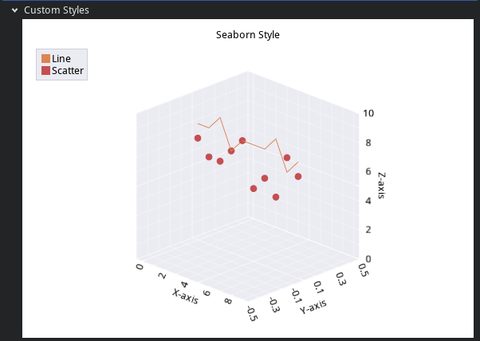 Custom Styles
Seaborn Style
Line
Scatter
10
8
6
4
2
0
Z-axis
0
2
4
6
8
X-axis
-0.5
-0.3
-0.1
0.1
0.3
0.5
Y-axis